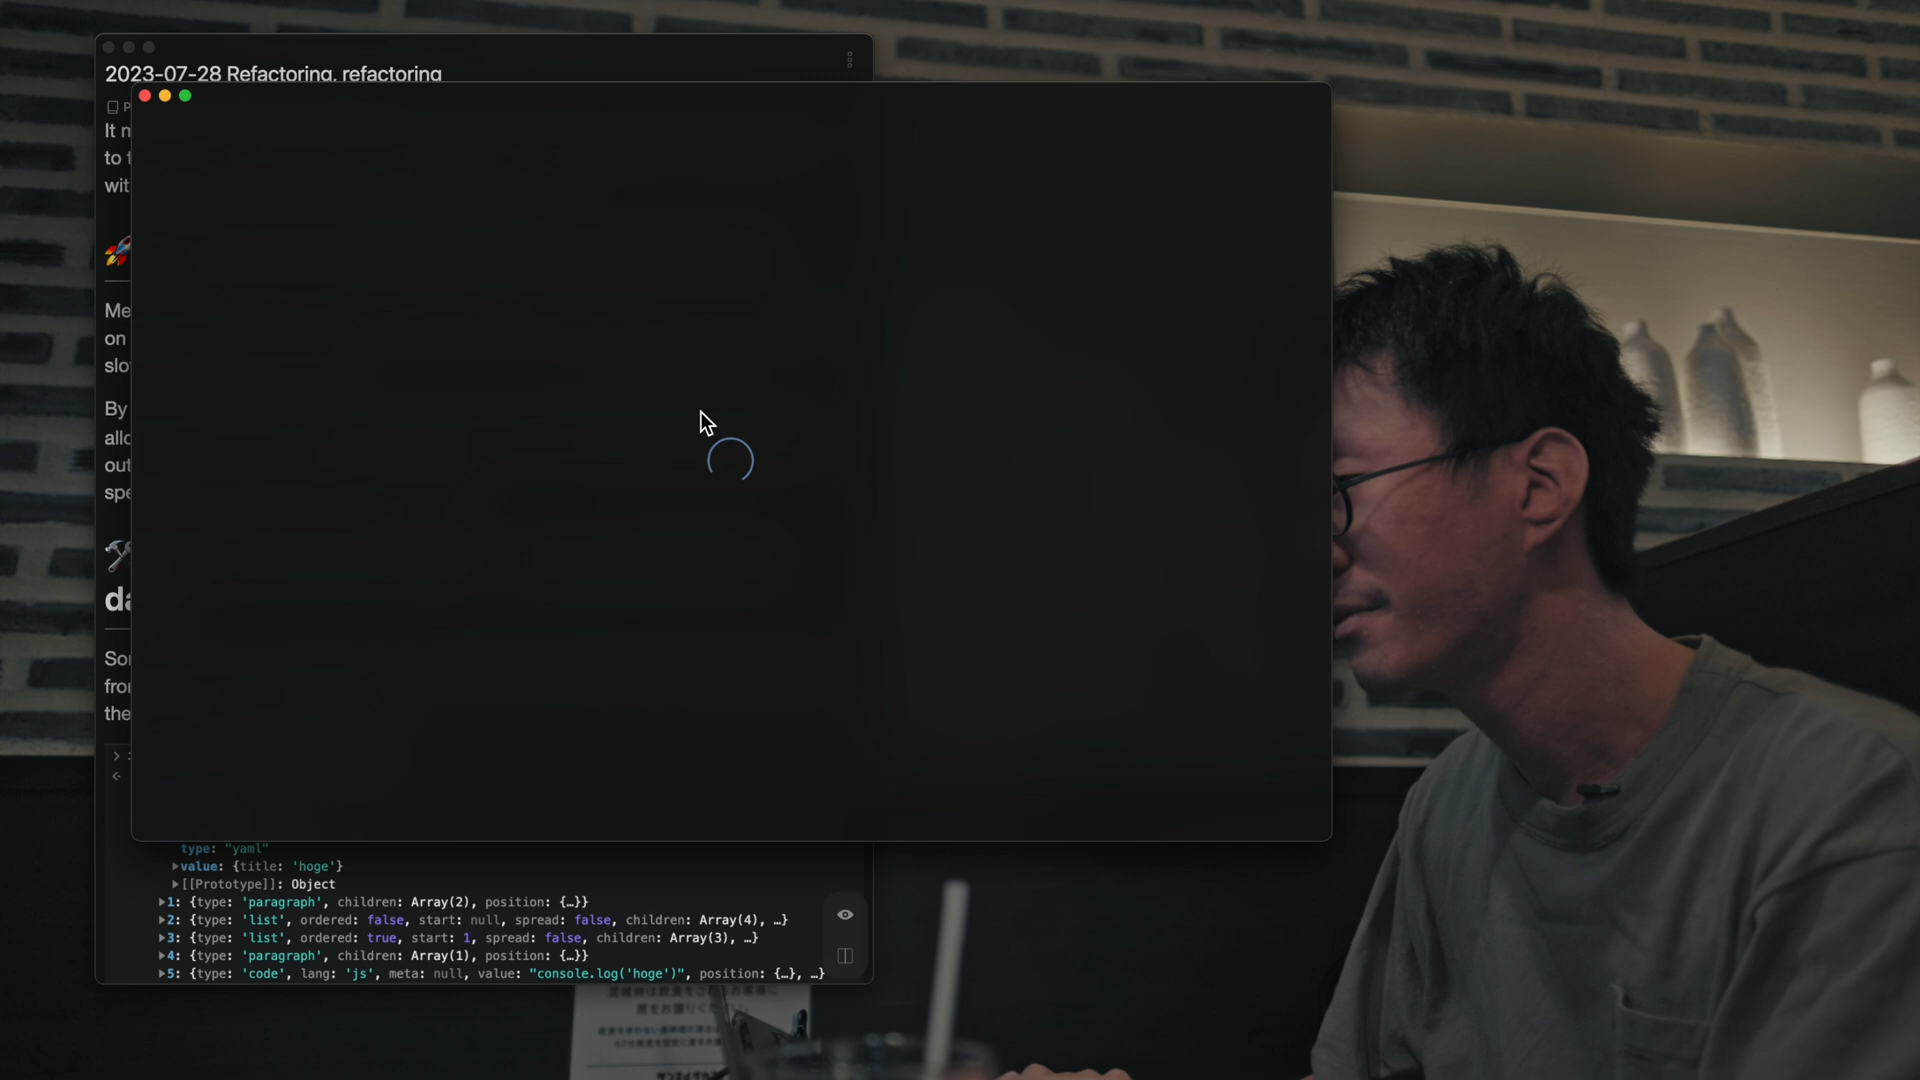 2023-07-28 Refactoring, refactoring
It
to
wit
Me
on
slo
By
out
spe
da
So
fro
the
type: "yaml"
▶value: {title: 'hoge'}
▶[[Prototype]]: Object
▶1: {type: 'paragraph', children: Array(2), position: {…}}
▶2: {type: 'list', ordered: false, start: null, spread: false, children: Array(4), …}
▶3: {type: 'list', ordered: true, start: 1, spread: false, children: Array(3), …}
▶4: {type: 'paragraph', children: Array(1), position: {…}}
▶5: {type: 'code', lang: 'js', meta: null, value: "console.log('hoge')", position: {…}, …}